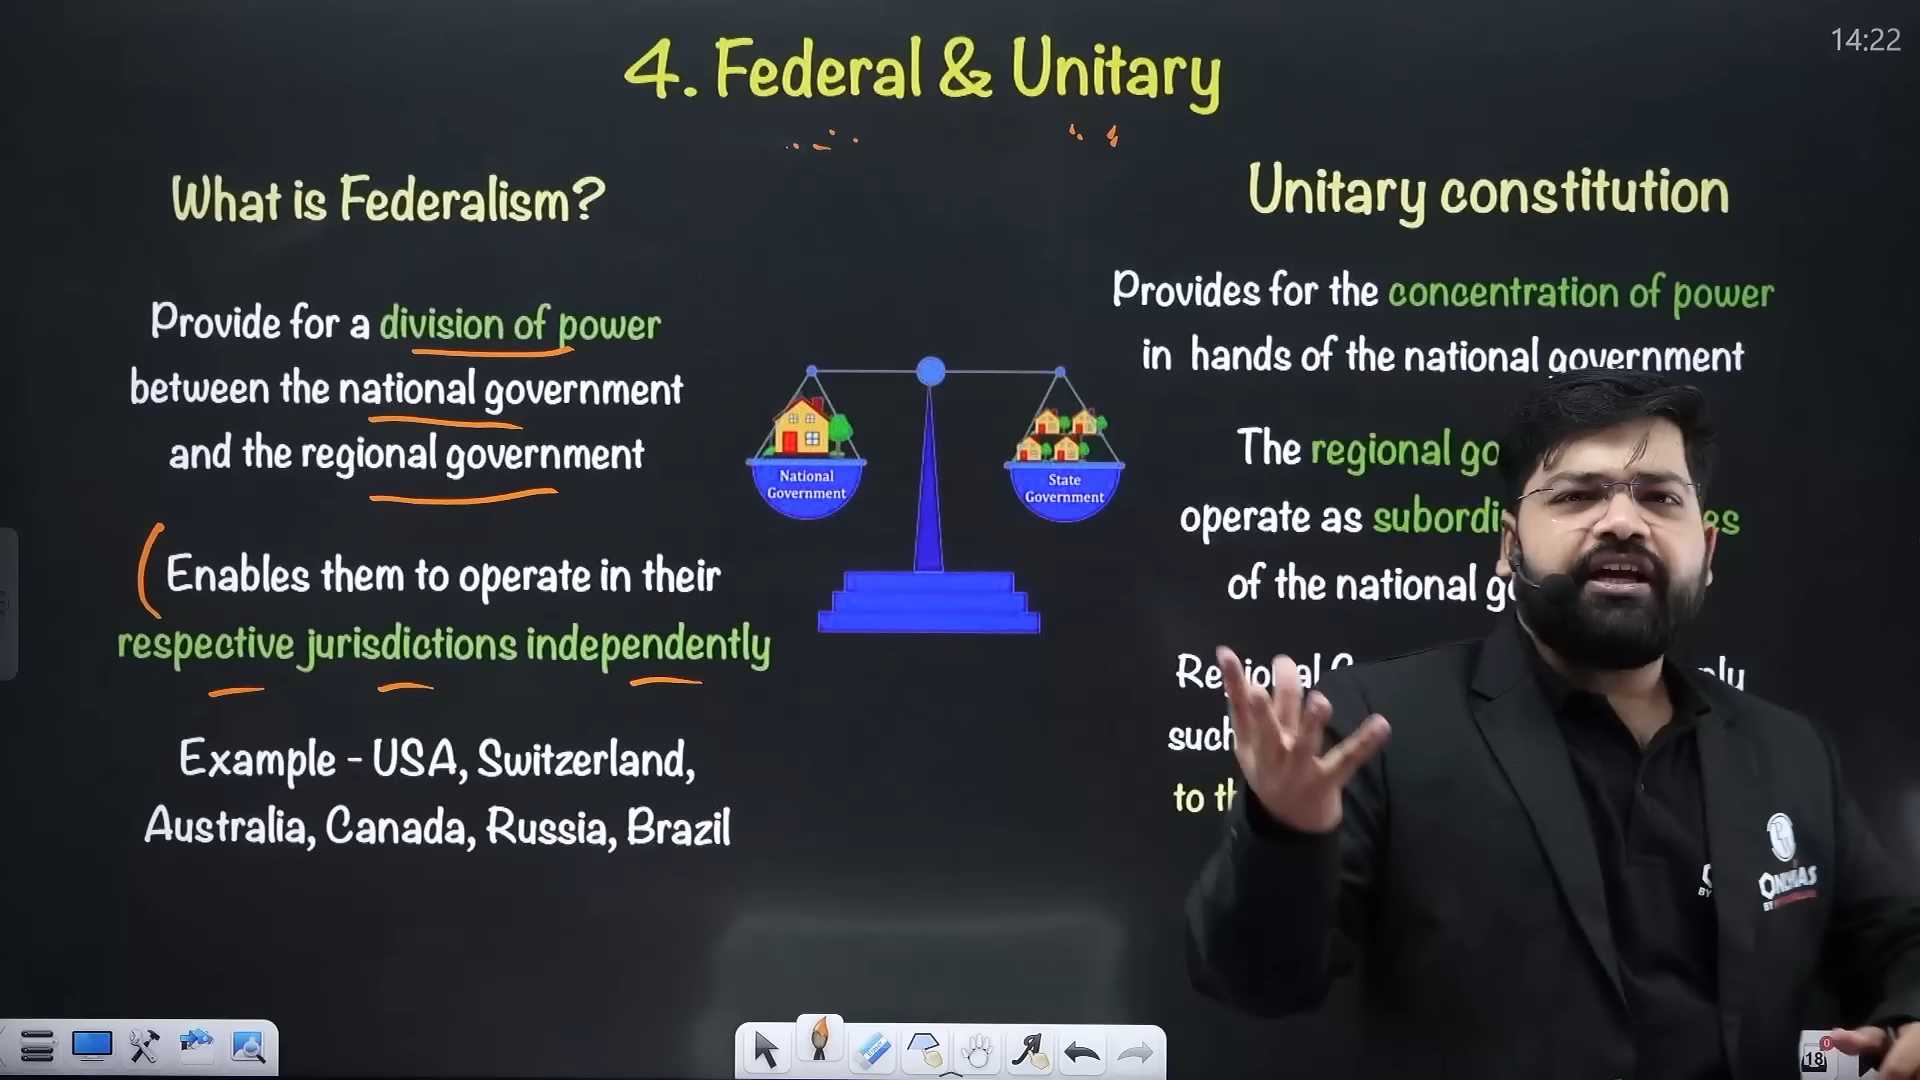 14:22
4. Federal & Unitary
What is Federalism?
Provide for a division of power
between the national government
and the regional government
Enables them to operate in their
respective jurisdictions independently
Example - USA, Switzerland,
Australia, Canada, Russia, Brazil
National
Government
State
Government
Unitary constitution
Provides for the concentration of power
in hands of the national government
The regional
operate as
of the national
such
to
18